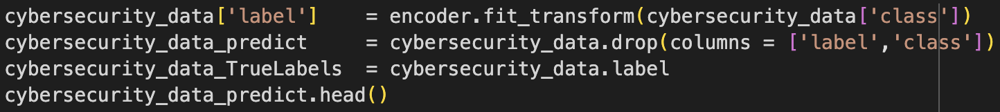 cybersecurity_data['label']    = encoder.fit_transform(cybersecurity_data['class'])
cybersecurity_data_predict     = cybersecurity_data.drop(columns = ['label','class'])
cybersecurity_data_TrueLabels  = cybersecurity_data.label
cybersecurity_data_predict.head()